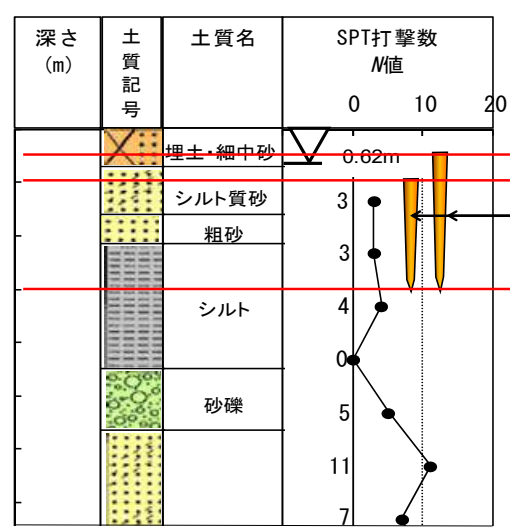 深さ
(m)
土質記号
土質名
SPT打撃数
N値
0 10 20
埋土・細中砂
0.62m
シルト質砂
3
粗砂
3
シルト
4
0
砂礫
5
11
7